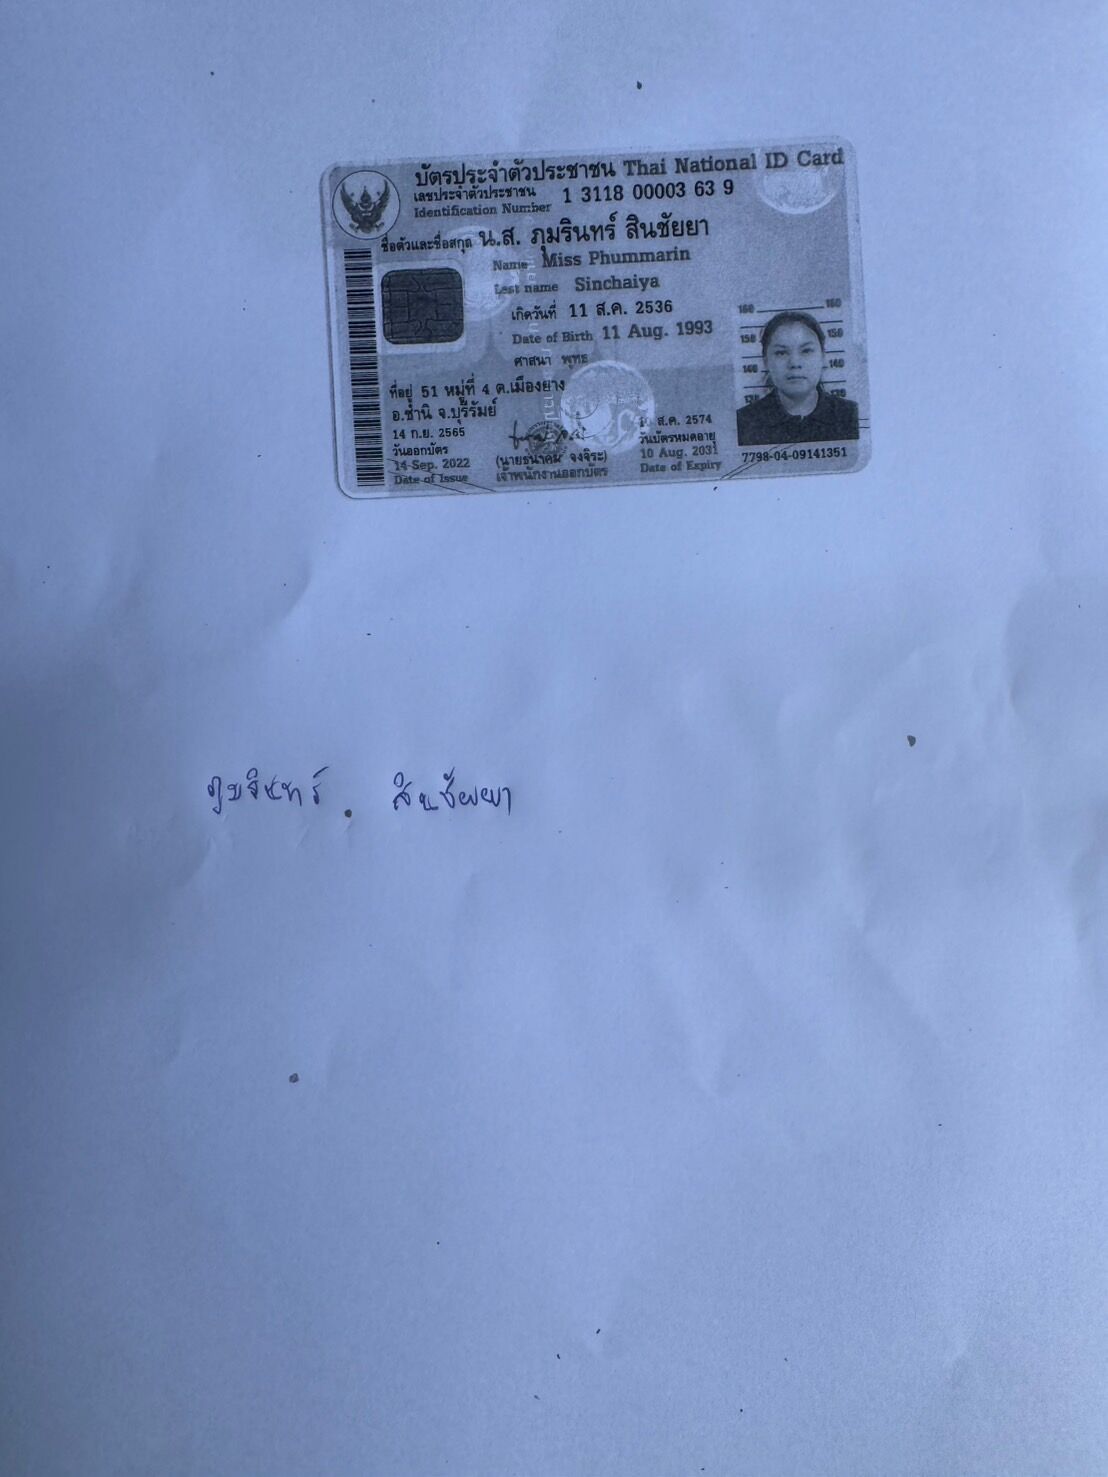 บัตรประจำตัวประชาชน Thai National ID Card
เลขประจำตัวประชาชน
Identification Number
1 3118 00003 63 9
ชื่อตัวและชื่อสกุล น.ส. ภุมรินทร์ สินชัยยา
Name Miss Phummarin
Last name Sinchaiya
เกิดวันที่ 11 ส.ค. 2536
Date of Birth 11 Aug. 1993
ศาสนา พุทธ
ที่อยู่ 51 หมู่ที่ 4 ต.เมืองยาง
อ.ชำนิ จ.บุรีรัมย์
14 ก.ย. 2565
วันออกบัตร
14 Sep. 2022
Date of Issue
(นายธนาคม จงจิระ)
เจ้าพนักงานออกบัตร
ส.ค. 2574
วันบัตรหมดอายุ
10 Aug. 2031
Date of Expiry
160 160
150 150
140 140
7798-04-09141351
ภุมรินทร์ สินชัยยา